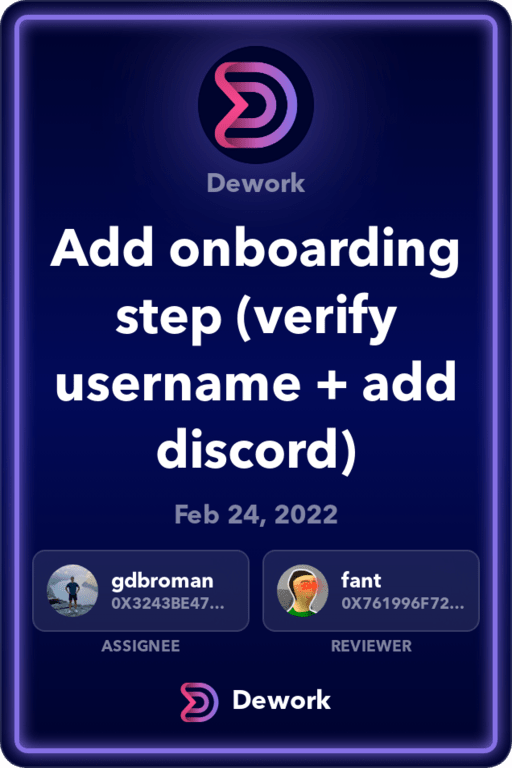 Dework
Add onboarding
step (verify
username + add
discord)
Feb 24, 2022
gdbroman
0X3243BE47...
fant
0X761996F72...
ASSIGNEE
REVIEWER
Dework